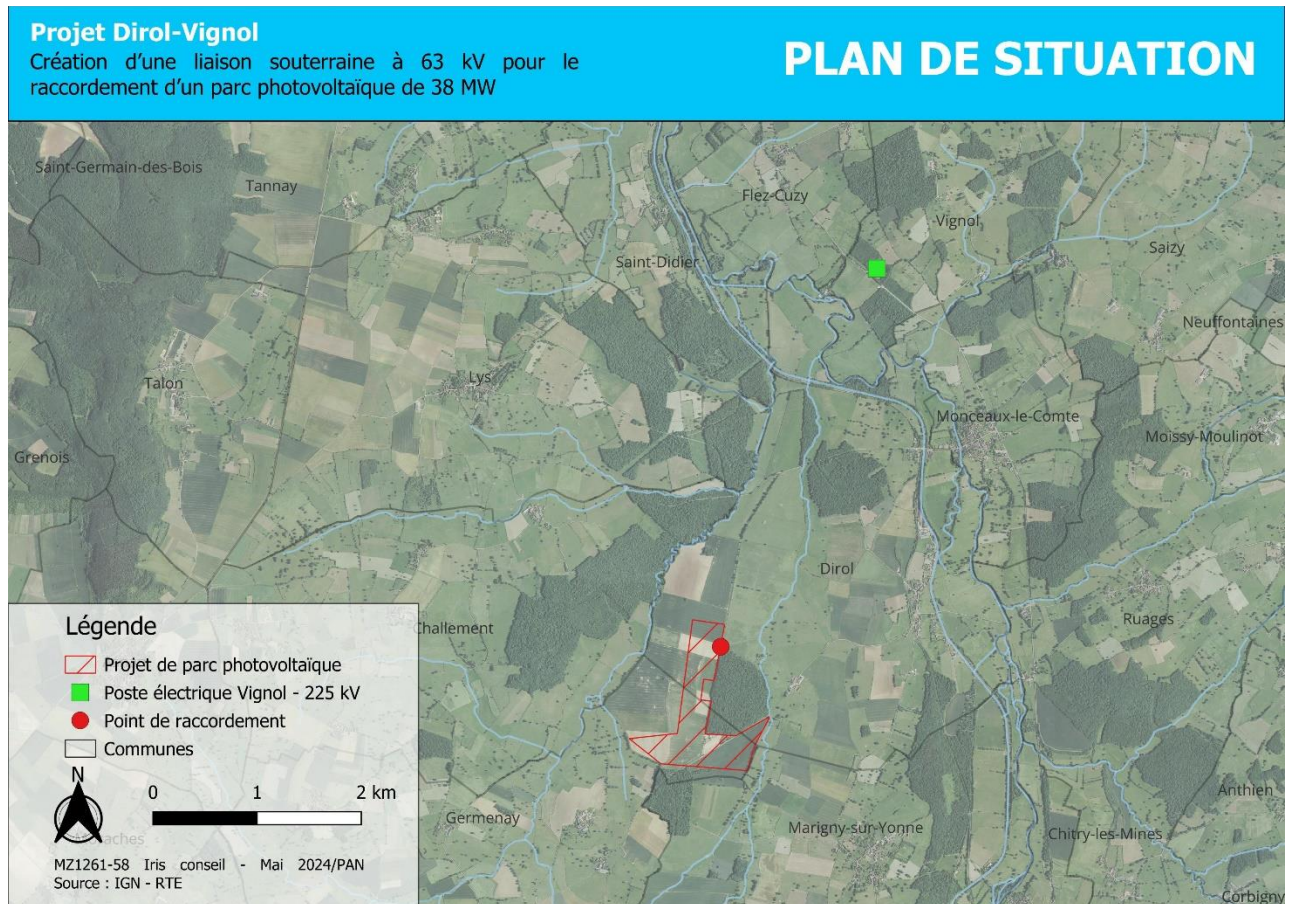 Projet Dirol-Vignol
Création d'une liaison souterraine à 63 kV pour le
raccordement d'un parc photovoltaïque de 38 MW
PLAN DE SITUATION
Saint-Germain-des-Bois
Tannay
Flez-Cuzy
Vignol
Saizy
Saint-Didier
Neuffontaines
Talon
Lys
Monceaux-le-Comte
Moissy-Moulinot
Grenois
Dirol
Ruages
Challement
Légende
Projet de parc photovoltaïque
Poste électrique Vignol - 225 kV
Point de raccordement
Communes
N
0 1 2 km
Germenay
Marigny-sur-Yonne
Chitry-les-Mines
Anthien
Corbigny
MZ1261-58 Iris conseil - Mai 2024/PAN
Source : IGN - RTE